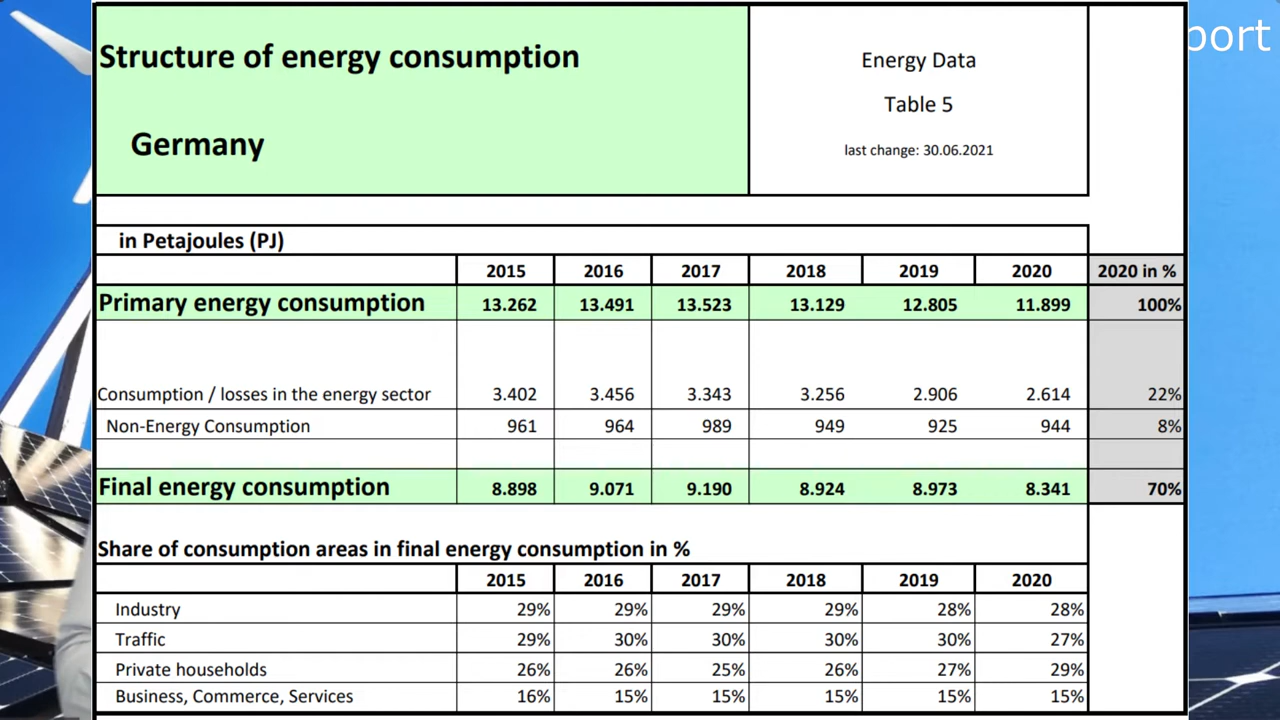 port
Structure of energy consumption
Germany
Energy Data
Table 5
last change: 30.06.2021
in Petajoules (PJ)
2015 2016 2017 2018 2019 2020 2020 in %
Primary energy consumption 13.262 13.491 13.523 13.129 12.805 11.899 100%
Consumption / losses in the energy sector 3.402 3.456 3.343 3.256 2.906 2.614 22%
Non-Energy Consumption 961 964 989 949 925 944 8%
Final energy consumption 8.898 9.071 9.190 8.924 8.973 8.341 70%
Share of consumption areas in final energy consumption in %
2015 2016 2017 2018 2019 2020
Industry 29% 29% 29% 29% 28% 28%
Traffic 29% 30% 30% 30% 30% 27%
Private households 26% 26% 25% 26% 27% 29%
Business, Commerce, Services 16% 15% 15% 15% 15% 15%